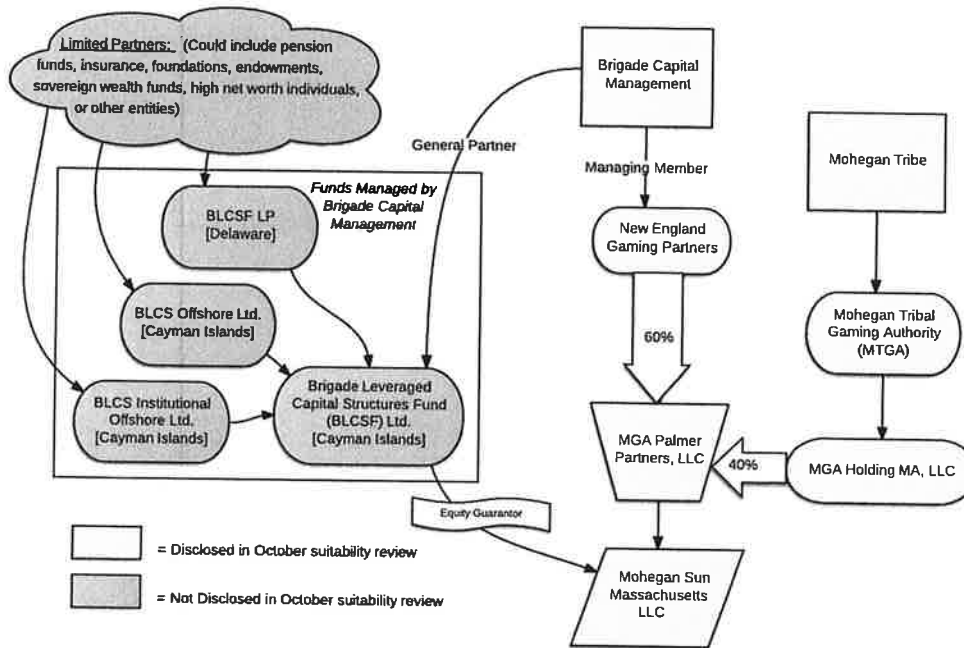 Limited Partners: (Could include pension
funds, insurance, foundations, endowments,
sovereign wealth funds, high net worth individuals,
or other entities)
Brigade Capital
Management
General Partner
Mohegan Tribe
Managing Member
Funds Managed by
Brigade Capital
Management
BLCSF LP
[Delaware]
New England
Gaming Partners
BLCS Offshore Ltd.
[Cayman Islands]
60%
Mohegan Tribal
Gaming Authority
(MTGA)
BLCS Institutional
Offshore Ltd.
[Cayman Islands]
Brigade Leveraged
Capital Structures Fund
(BLCSF) Ltd.
[Cayman Islands]
MGA Palmer
Partners, LLC
40%
MGA Holding MA, LLC
Equity Guarantor
= Disclosed in October suitability review
= Not Disclosed in October suitability review
Mohegan Sun
Massachusetts
LLC